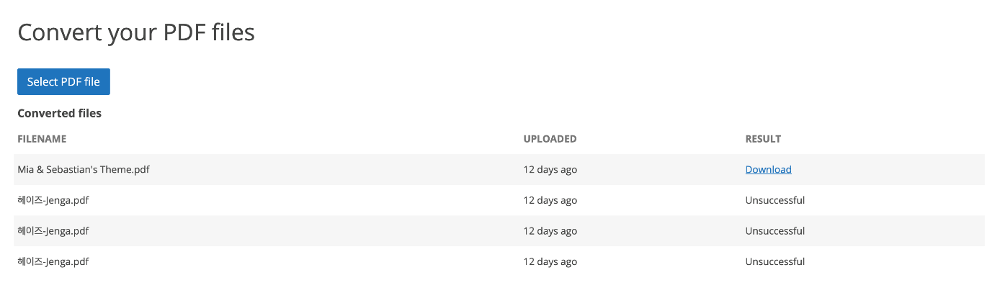 Convert your PDF files
Select PDF file
Converted files
FILENAME UPLOADED RESULT
Mia & Sebastian's Theme.pdf 12 days ago Download
헤이즈-Jenga.pdf 12 days ago Unsuccessful
헤이즈-Jenga.pdf 12 days ago Unsuccessful
헤이즈-Jenga.pdf 12 days ago Unsuccessful